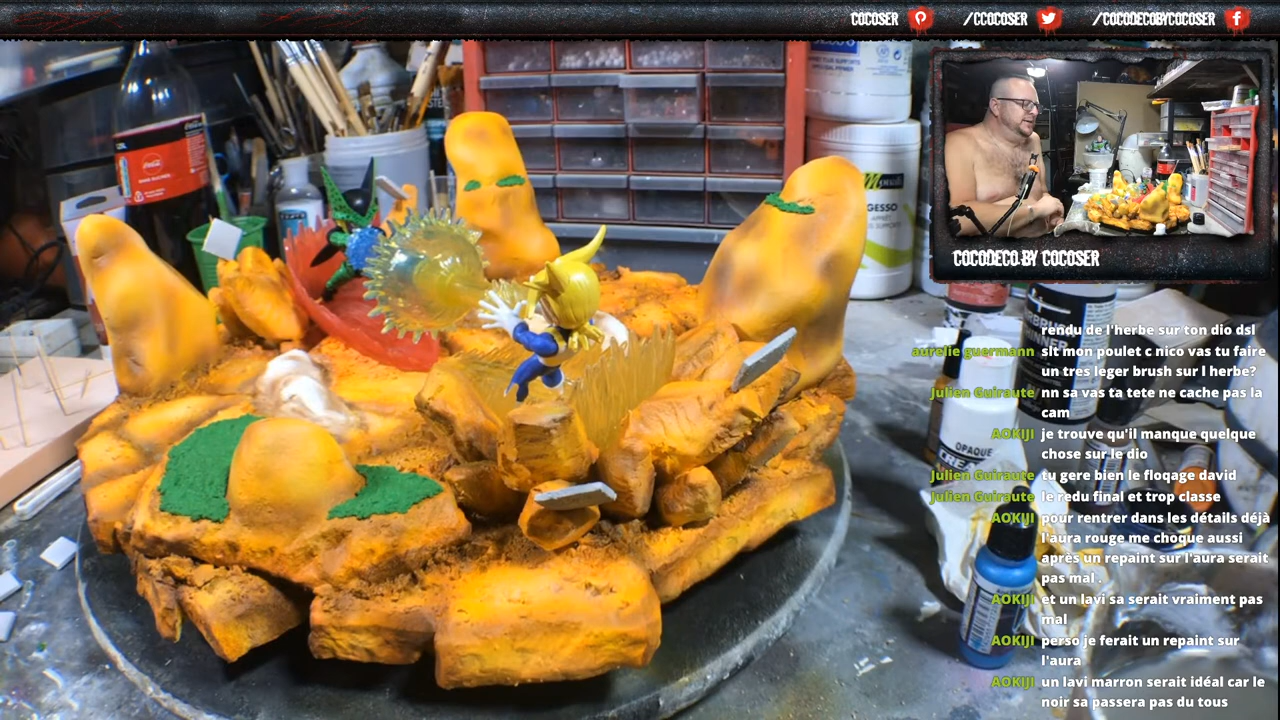 COCOSER
/CCOCOSER
/COCODECOBYCOCOSER
COCODECO BY COCOSER
Coca-Cola
GESSO
OPAQUE
rendu de l'herbe sur ton dio dsl
aurelie guermann slt mon poulet c nico vas tu faire
un tres leger brush sur l herbe?
Julien Guiraute nn sa vas ta tete ne cache pas la
cam
AOKIJI je trouve qu'il manque quelque
chose sur le dio
Julien Guiraute tu gere bien le floqage david
Julien Guiraute le redu final et trop classe
AOKIJI pour rentrer dans les détails déjà
l'aura rouge me choque aussi
après un repaint sur l'aura serait
pas mal .
AOKIJI et un lavi sa serait vraiment pas
mal
AOKIJI perso je ferait un repaint sur
l'aura
AOKIJI un lavi marron serait idéal car le
noir sa passera pas du tous